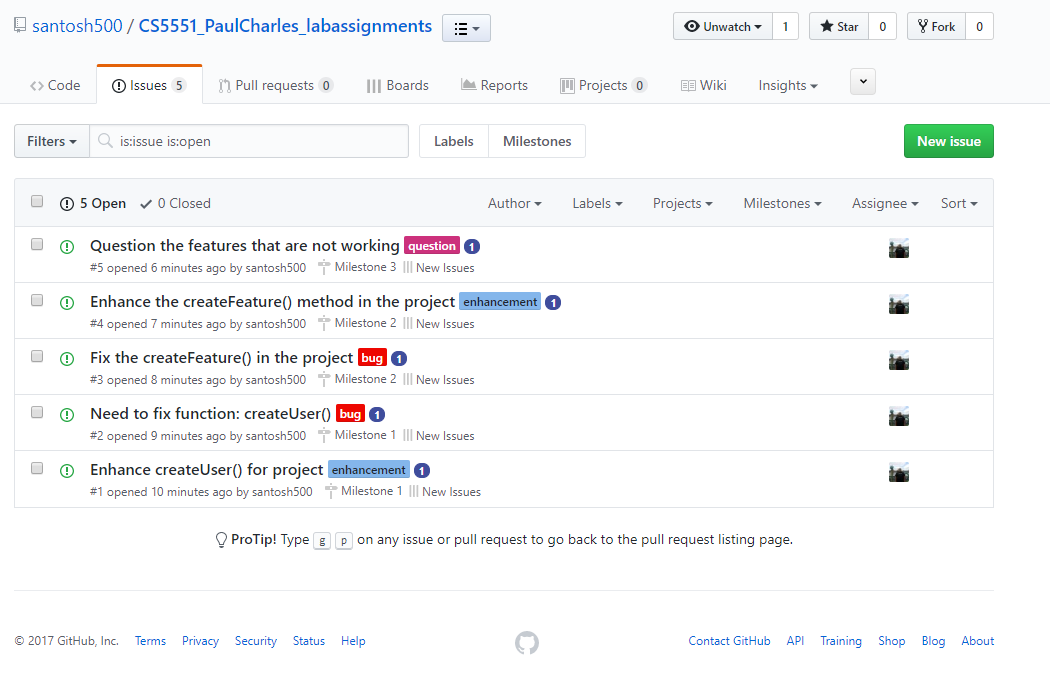 santosh500 / CS5551_PaulCharles_labassignments Unwatch 1 Star 0 Fork 0
Code Issues 5 Pull requests 0 Boards Reports Projects 0 Wiki Insights
Filters is:issue is:open Labels Milestones New issue
5 Open 0 Closed Author Labels Projects Milestones Assignee Sort
Question the features that are not working question 1
#5 opened 6 minutes ago by santosh500 Milestone 3 New Issues
Enhance the createFeature() method in the project enhancement 1
#4 opened 7 minutes ago by santosh500 Milestone 2 New Issues
Fix the createFeature() in the project bug 1
#3 opened 8 minutes ago by santosh500 Milestone 2 New Issues
Need to fix function: createUser() bug 1
#2 opened 9 minutes ago by santosh500 Milestone 1 New Issues
Enhance createUser() for project enhancement 1
#1 opened 10 minutes ago by santosh500 Milestone 1 New Issues
ProTip! Type g p on any issue or pull request to go back to the pull request listing page.
© 2017 GitHub, Inc. Terms Privacy Security Status Help Contact GitHub API Training Shop Blog About